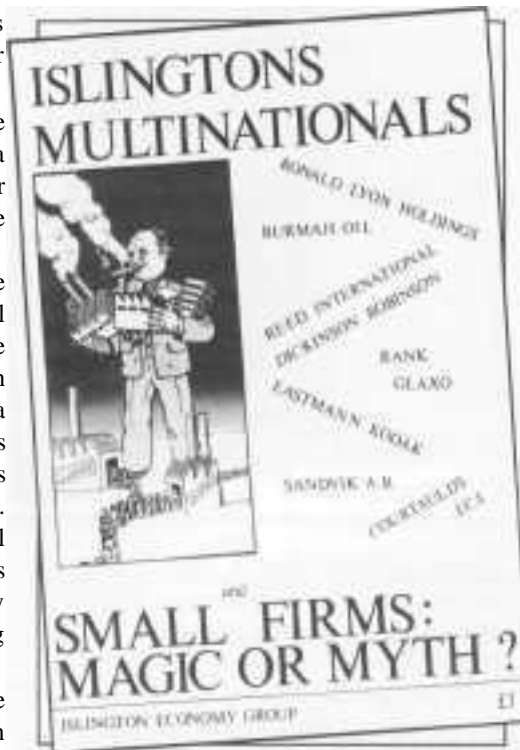 ISLINGTONS
MULTINATIONALS
RONALD LYON HOLDINGS
BURMAH OIL
REED INTERNATIONAL
DICKINSON ROBINSON
RANK
GLAXO
EASTMANN KODAK
SANDVIK A.B.
COURTAULDS
and
SMALL FIRMS:
MAGIC OR MYTH ?
ISLINGTON ECONOMY GROUP
£1